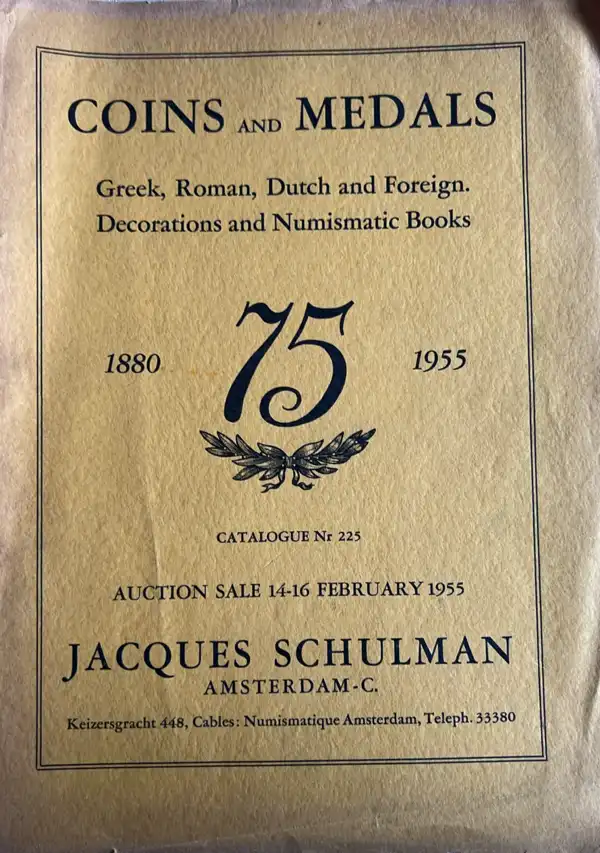 COINS AND MEDALS
Greek, Roman, Dutch and Foreign.
Decorations and Numismatic Books
1880 75 1955
CATALOGUE Nr 225
AUCTION SALE 14-16 FEBRUARY 1955
JACQUES SCHULMAN
AMSTERDAM-C.
Keizersgracht 448, Cables: Numismatique Amsterdam, Teleph. 33380